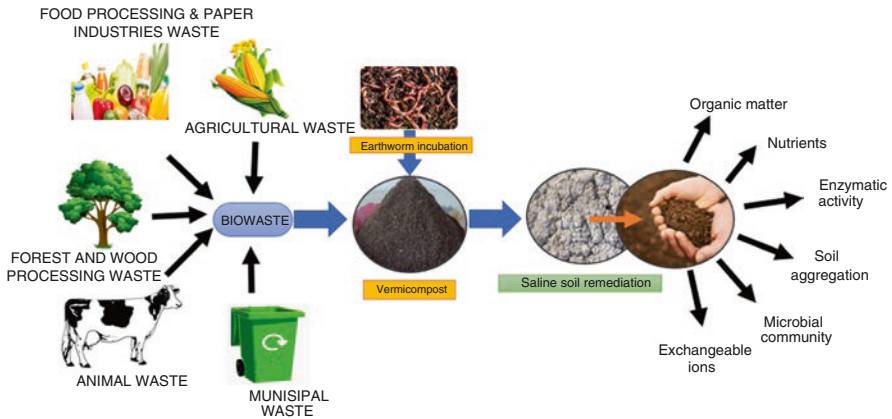 FOOD PROCESSING & PAPER
INDUSTRIES WASTE
AGRICULTURAL WASTE
Earthworm incubation
BIOWASTE
FOREST AND WOOD
PROCESSING WASTE
Vermicompost
Saline soil remediation
ANIMAL WASTE
MUNISIPAL
WASTE
Organic matter
Nutrients
Enzymatic
activity
Soil
aggregation
Microbial
community
Exchangeable
ions